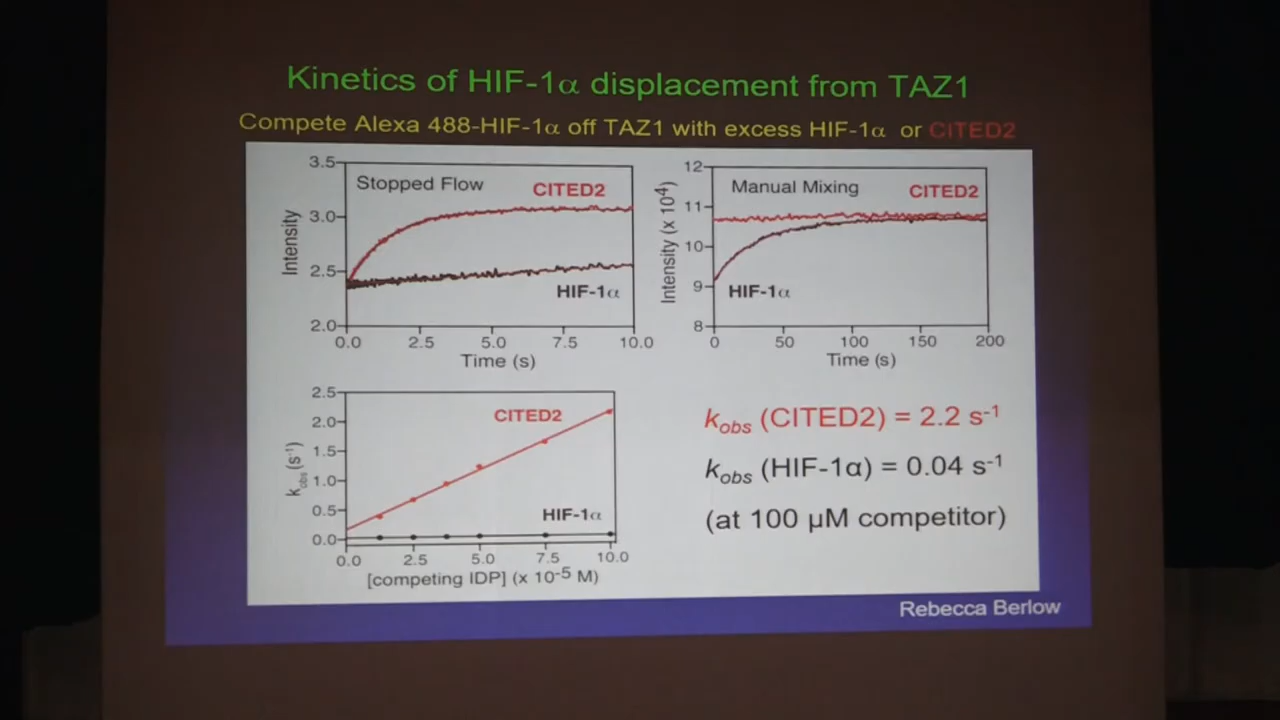 Kinetics of HIF-1α displacement from TAZ1
Compete Alexa 488-HIF-1α off TAZ1 with excess HIF-1α or CITED2
3.5
3.0
2.5
2.0
Intensity
Stopped Flow
CITED2
HIF-1α
0.0 2.5 5.0 7.5 10.0
Time (s)
12
11
10
9
8
Intensity (x 10⁴)
Manual Mixing
CITED2
HIF-1α
0 50 100 150 200
Time (s)
2.5
2.0
1.5
1.0
0.5
0.0
kobs (s⁻¹)
CITED2
HIF-1α
0.0 2.5 5.0 7.5 10.0
[competing IDP] (x 10⁻⁵ M)
kobs (CITED2) = 2.2 s⁻¹
kobs (HIF-1α) = 0.04 s⁻¹
(at 100 µM competitor)
Rebecca Berlow